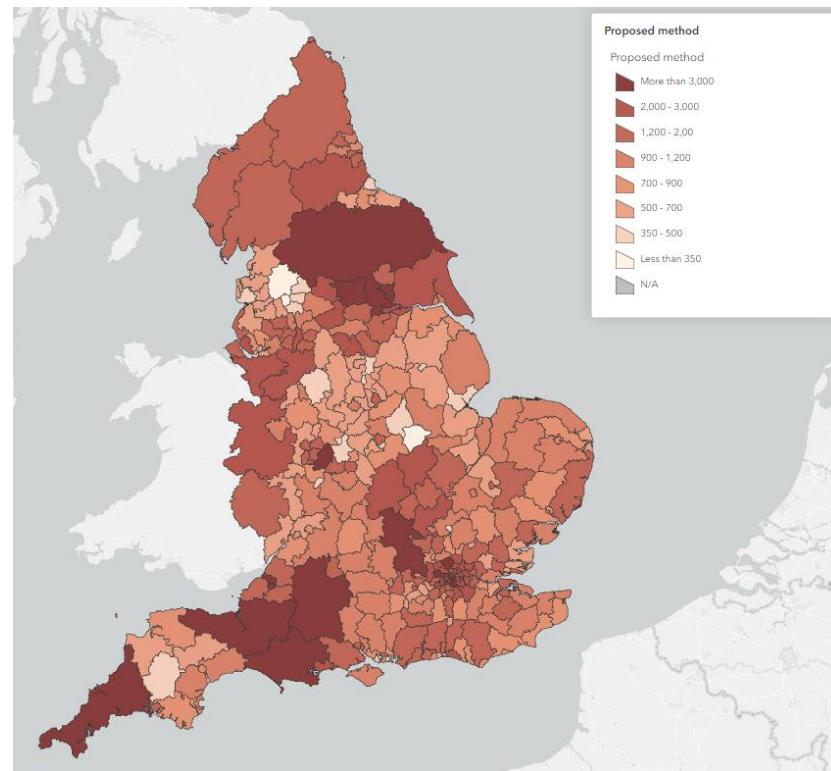 Proposed method
Proposed method
More than 3,000
2,000 - 3,000
1,200 - 2,00
900 - 1,200
700 - 900
500 - 700
350 - 500
Less than 350
N/A